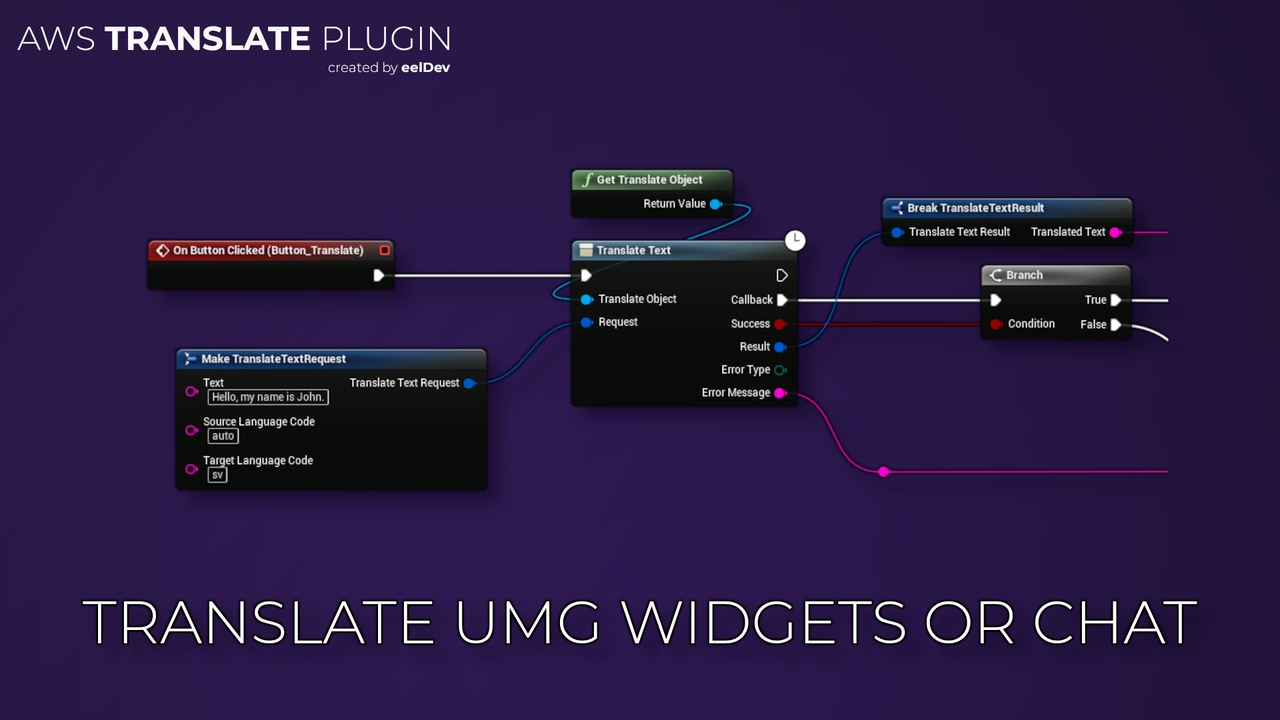 AWS TRANSLATE PLUGIN
created by eelDev
Get Translate Object
Return Value
On Button Clicked (Button_Translate)
Translate Text
Translate Object
Request
Callback
Success
Result
Error Type
Error Message
Make TranslateTextRequest
Text
Hello, my name is John.
Source Language Code
auto
Target Language Code
sv
Translate Text Request
Break TranslateTextResult
Translate Text Result
Translated Text
Branch
Condition
True
False
TRANSLATE UMG WIDGETS OR CHAT